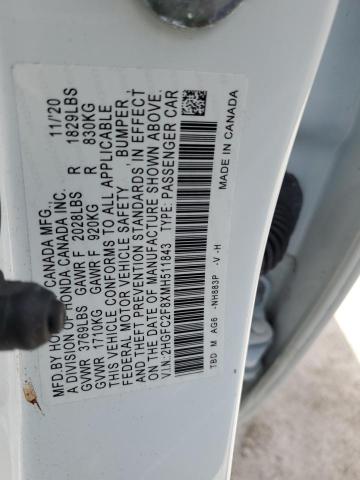 MFD. BY HO CANADA MFG., 11/'20
A DIVISION OF HONDA CANADA INC.
GVWR 3769LBS GAWR F 2028LBS R 1829LBS
GVWR 1710KG GAWR F 920KG R 830KG
THIS VEHICLE CONFORMS TO ALL APPLICABLE
FEDERAL MOTOR VEHICLE SAFETY, BUMPER,
AND THEFT PREVENTION STANDARDS IN EFFECT
ON THE DATE OF MANUFACTURE SHOWN ABOVE.
V.I.N: 2HGFC2F8XMH511843 TYPE: PASSENGER CAR
TBD M AG6 -NH883P -V -H
MADE IN CANADA